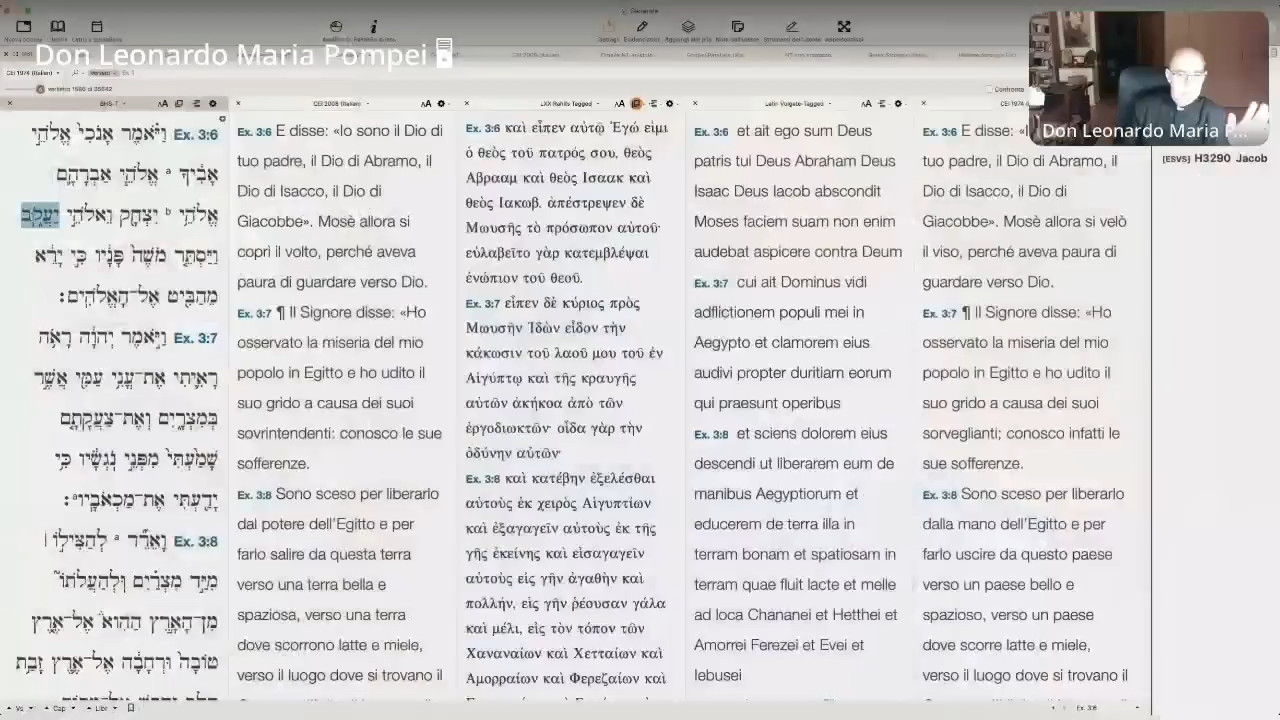 Genesis
Don Leonardo Maria Pompei
CEI 1974 (Italian)
Versetti
Ex. 1
versetto 1586 di 35542
Confronta
BHS-T
CEI 2008 (Italian)
LXX Rahlfs Tagged
Latin Vulgate-Tagged
CEI 1974
Don Leonardo Maria P...
[ESVS] H3290 Jacob
Ex. 3:6 וַיֹּ֗אמֶר אָנֹכִי֙ אֱלֹהֵ֣י
אָבִ֔יךָ a אֱלֹהֵ֧י אַבְרָהָ֛ם
אֱלֹהֵ֥י b יִצְחָ֖ק וֵאלֹהֵ֣י יַעֲקֹ֑ב
וַיַּסְתֵּ֤ר מֹשֶׁה֙ פָּנָ֔יו כִּ֣י יָרֵ֔א
מֵהַבִּ֖יט אֶל־הָאֱלֹהִֽים׃
Ex. 3:7 וַיֹּ֣אמֶר יְהוָ֔ה רָאֹ֥ה
רָאִ֛יתִי אֶת־עֳנִ֥י עַמִּ֖י אֲשֶׁ֣ר
בְּמִצְרָ֑יִם וְאֶת־צַעֲקָתָ֤ם
שָׁמַ֙עְתִּי֙ מִפְּנֵ֣י נֹֽגְשָׂ֔יו כִּ֥י
יָדַ֖עְתִּי אֶת־מַכְאֹבָֽיו a׃
Ex. 3:8 וָאֵרֵ֞ד a לְהַצִּיל֣וֹ ׀
מִיַּ֣ד מִצְרַ֗יִם וּֽלְהַעֲלֹתוֹ֮
מִן־הָאָ֣רֶץ הַהִוא֒ אֶל־אֶ֤רֶץ
טוֹבָה֙ וּרְחָבָ֔ה אֶל־אֶ֛רֶץ זָבַ֥ת
Ex. 3:6 E disse: «Io sono il Dio di
tuo padre, il Dio di Abramo, il
Dio di Isacco, il Dio di
Giacobbe». Mosè allora si
coprì il volto, perché aveva
paura di guardare verso Dio.
Ex. 3:7 ¶ Il Signore disse: «Ho
osservato la miseria del mio
popolo in Egitto e ho udito il
suo grido a causa dei suoi
sovrintendenti: conosco le sue
sofferenze.
Ex. 3:8 Sono sceso per liberarlo
dal potere dell'Egitto e per
farlo salire da questa terra
verso una terra bella e
spaziosa, verso una terra
dove scorrono latte e miele,
verso il luogo dove si trovano il
Ex. 3:6 καὶ εἶπεν αὐτῷ Ἐγώ εἰμι
ὁ θεὸς τοῦ πατρός σου, θεὸς
Αβρααμ καὶ θεὸς Ισαακ καὶ
θεὸς Ιακωβ. ἀπέστρεψεν δὲ
Μωυσῆς τὸ πρόσωπον αὐτοῦ·
εὐλαβεῖτο γὰρ κατεμβλέψαι
ἐνώπιον τοῦ θεοῦ.
Ex. 3:7 εἶπεν δὲ κύριος πρὸς
Μωυσῆν Ἰδὼν εἶδον τὴν
κάκωσιν τοῦ λαοῦ μου τοῦ ἐν
Αἰγύπτῳ καὶ τῆς κραυγῆς
αὐτῶν ἀκήκοα ἀπὸ τῶν
ἐργοδιωκτῶν· οἶδα γὰρ τὴν
ὀδύνην αὐτῶν·
Ex. 3:8 καὶ κατέβην ἐξελέσθαι
αὐτοὺς ἐκ χειρὸς Αἰγυπτίων
καὶ ἐξαγαγεῖν αὐτοὺς ἐκ τῆς
γῆς ἐκείνης καὶ εἰσαγαγεῖν
αὐτοὺς εἰς γῆν ἀγαθὴν καὶ
πολλήν, εἰς γῆν ῥέουσαν γάλα
καὶ μέλι, εἰς τὸν τόπον τῶν
Χαναναίων καὶ Χετταίων καὶ
Αμορραίων καὶ Φερεζαίων καὶ
Ex. 3:6 et ait ego sum Deus
patris tui Deus Abraham Deus
Isaac Deus Iacob abscondit
Moses faciem suam non enim
audebat aspicere contra Deum
Ex. 3:7 cui ait Dominus vidi
adflictionem populi mei in
Aegypto et clamorem eius
audivi propter duritiam eorum
qui praesunt operibus
Ex. 3:8 et sciens dolorem eius
descendi ut liberarem eum de
manibus Aegyptiorum et
educerem de terra illa in
terram bonam et spatiosam in
terram quae fluit lacte et melle
ad loca Chananei et Hetthei et
Amorrei Ferezei et Evei et
Iebusei
Ex. 3:6 E disse: «I
tuo padre, il Dio di Abramo, il
Dio di Isacco, il Dio di
Giacobbe». Mosè allora si velò
il viso, perché aveva paura di
guardare verso Dio.
Ex. 3:7 ¶ Il Signore disse: «Ho
osservato la miseria del mio
popolo in Egitto e ho udito il
suo grido a causa dei suoi
sorveglianti; conosco infatti le
sue sofferenze.
Ex. 3:8 Sono sceso per liberarlo
dalla mano dell'Egitto e per
farlo uscire da questo paese
verso un paese bello e
spazioso, verso un paese
dove scorre latte e miele,
verso il luogo dove si trovano il
Cap
Libr
Ex. 3:6